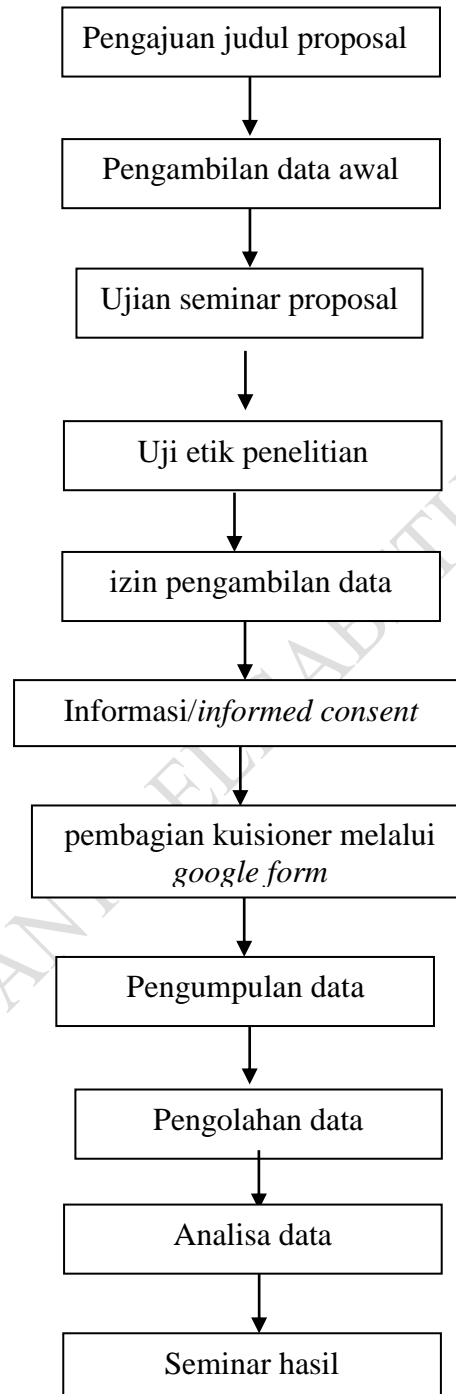 Pengajuan judul proposal
Pengambilan data awal
Ujian seminar proposal
Uji etik penelitian
izin pengambilan data
Informasi/informed consent
pembagian kuisioner melalui
google form
Pengumpulan data
Pengolahan data
Analisa data
Seminar hasil